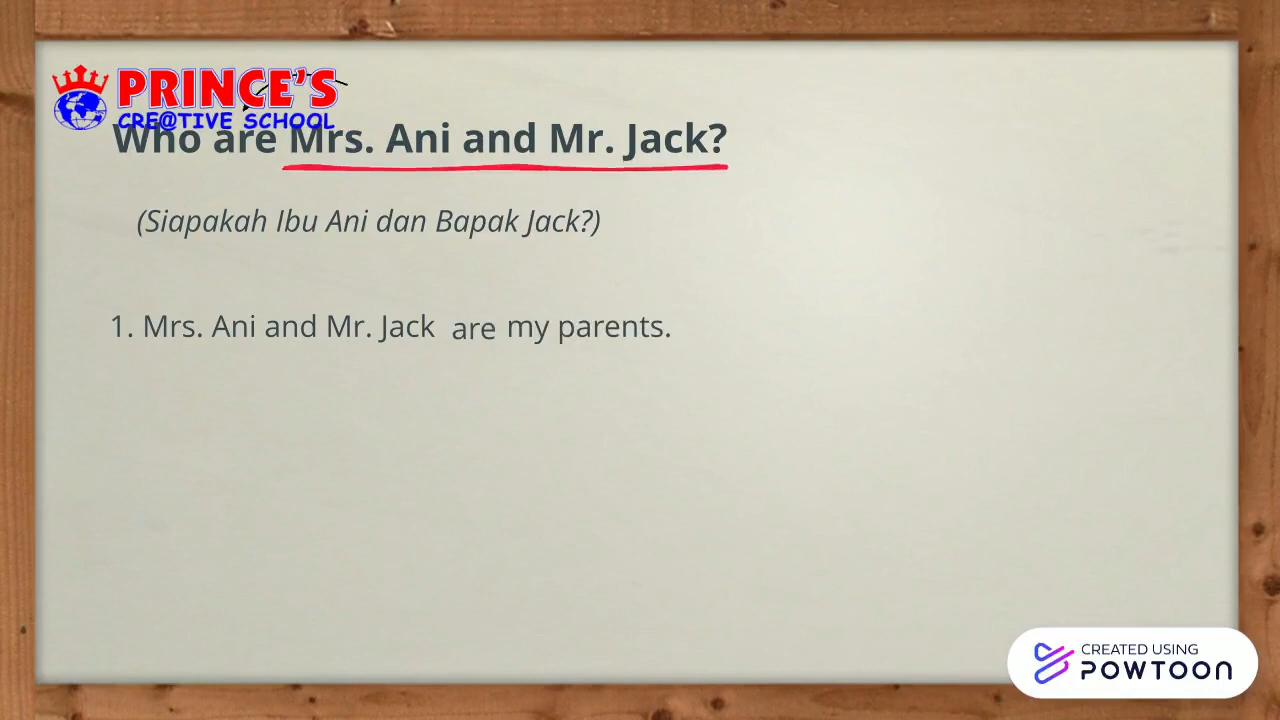 PRINCE'S
CRE@TIVE SCHOOL
Who are Mrs. Ani and Mr. Jack?
(Siapakah Ibu Ani dan Bapak Jack?)
1. Mrs. Ani and Mr. Jack are my parents.
CREATED USING
POWTOON